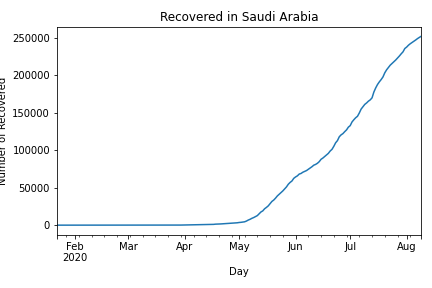 Recovered in Saudi Arabia
250000
200000
150000
100000
50000
0
Number of Recovered
Feb Mar Apr May Jun Jul Aug
2020
Day